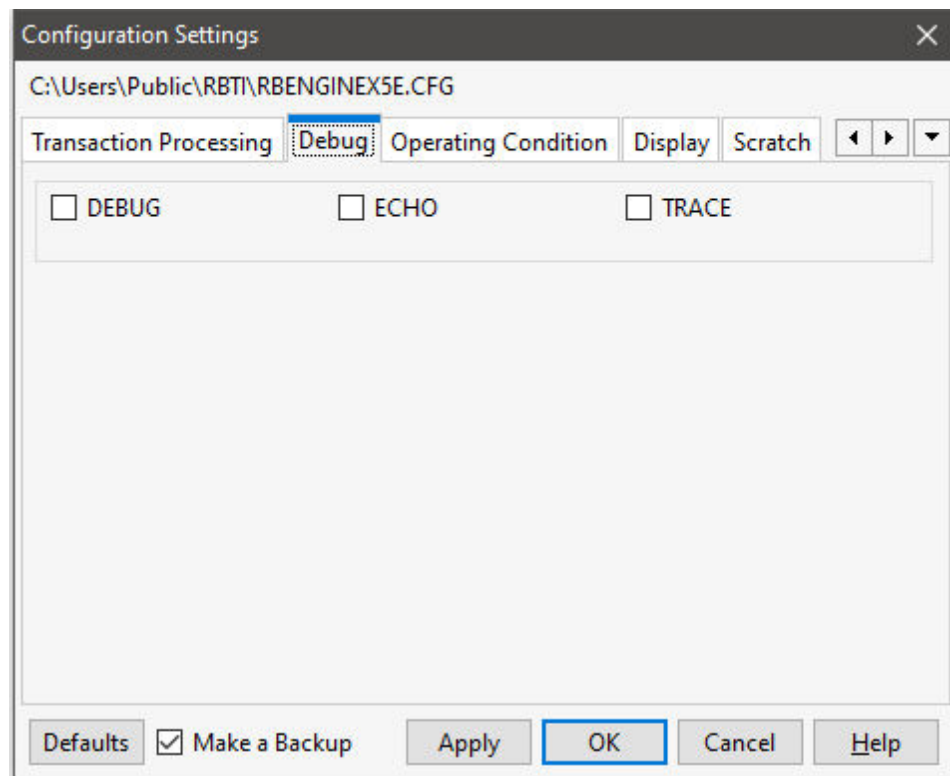 Configuration Settings
C:\Users\Public\RBTI\RBENGINEX5E.CFG
Transaction Processing Debug Operating Condition Display Scratch
DEBUG ECHO TRACE
Defaults Make a Backup Apply OK Cancel Help